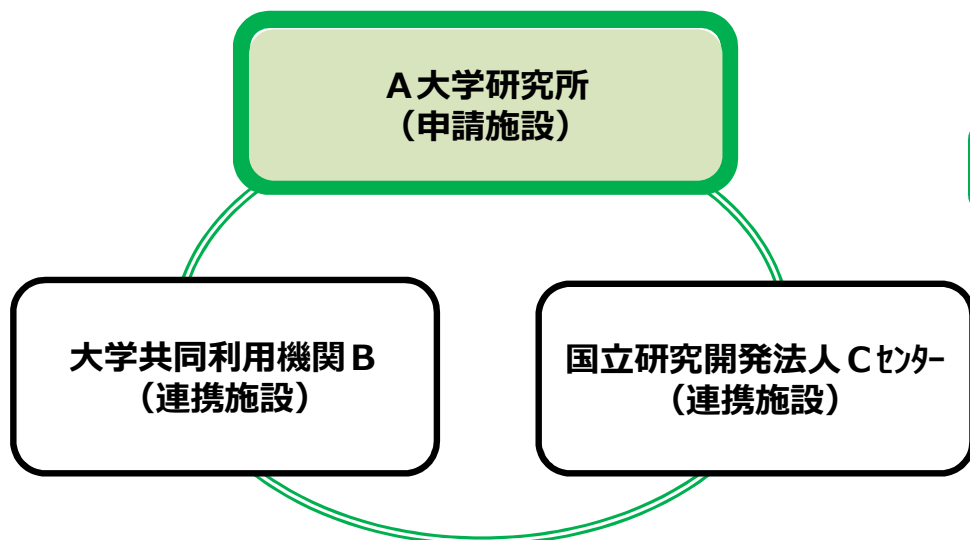 A大学研究所
（申請施設）
大学共同利用機関B
（連携施設）
国立研究開発法人Cｾﾝﾀｰ
（連携施設）